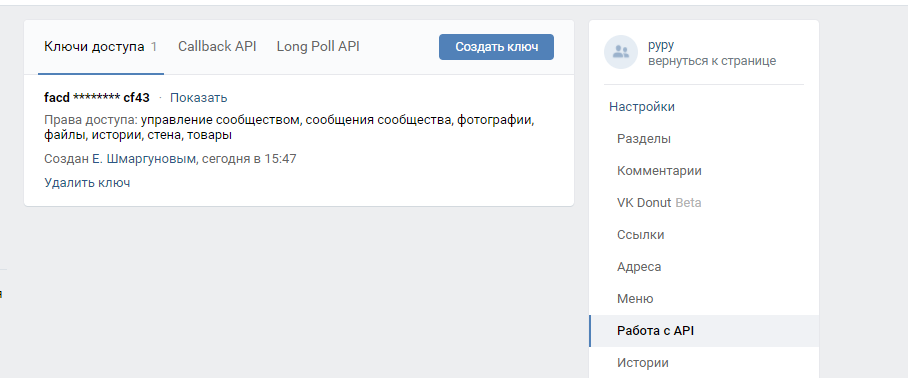 Ключи доступа 1 Callback API Long Poll API Создать ключ
facd ******** cf43 · Показать
Права доступа: управление сообществом, сообщения сообщества, фотографии,
файлы, истории, стена, товары
Создан Е. Шмаргуновым, сегодня в 15:47
Удалить ключ
я
pypy
вернуться к странице
Настройки
Разделы
Комментарии
VK Donut Beta
Ссылки
Адреса
Меню
Работа с API
Истории